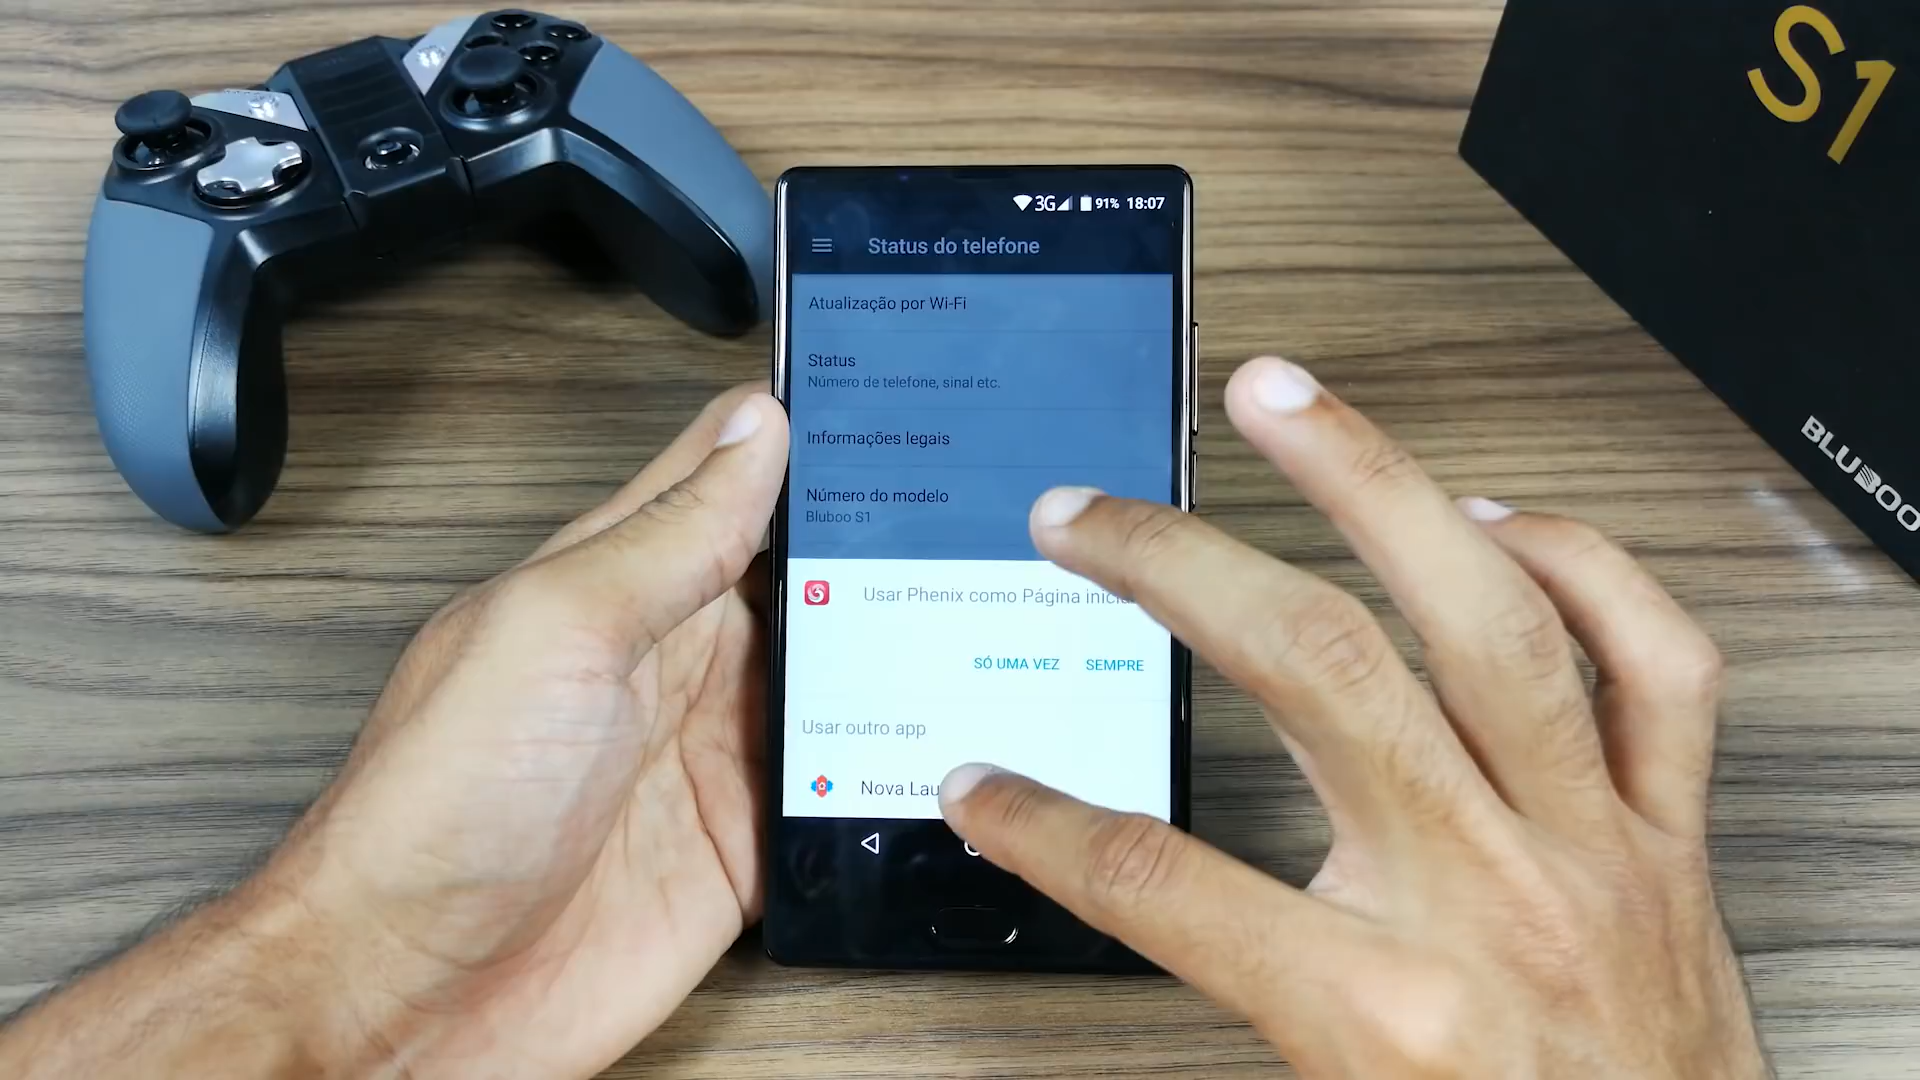 S1
BLUBOO
3G 91% 18:07
Status do telefone
Atualização por Wi-Fi
Status
Número de telefone, sinal etc.
Informações legais
Número do modelo
Bluboo S1
Usar Phenix como Página inicia
SÓ UMA VEZ SEMPRE
Usar outro app
Nova Lau